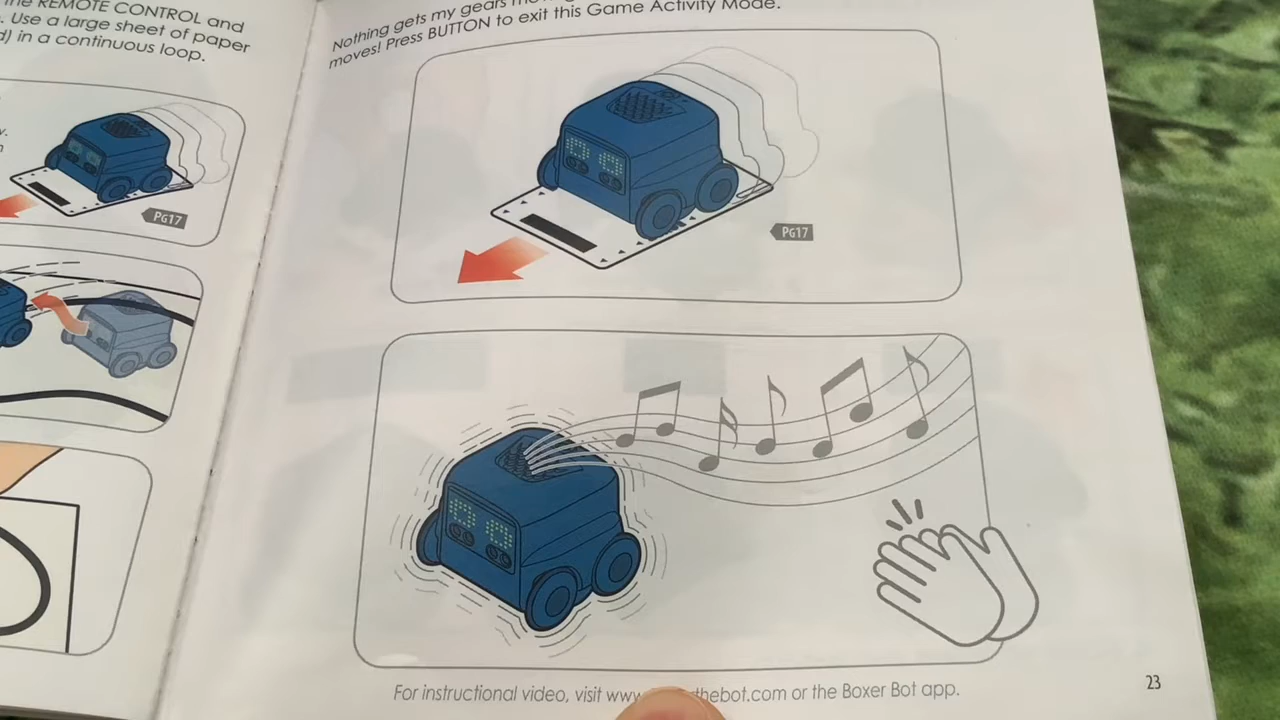 the REMOTE CONTROL and
. Use a large sheet of paper
d) in a continuous loop.
PG17
Nothing gets my gears
moves! Press BUTTON to exit this Game Activity Mode.
PG17
For instructional video, visit www. thebot.com or the Boxer Bot app.
23